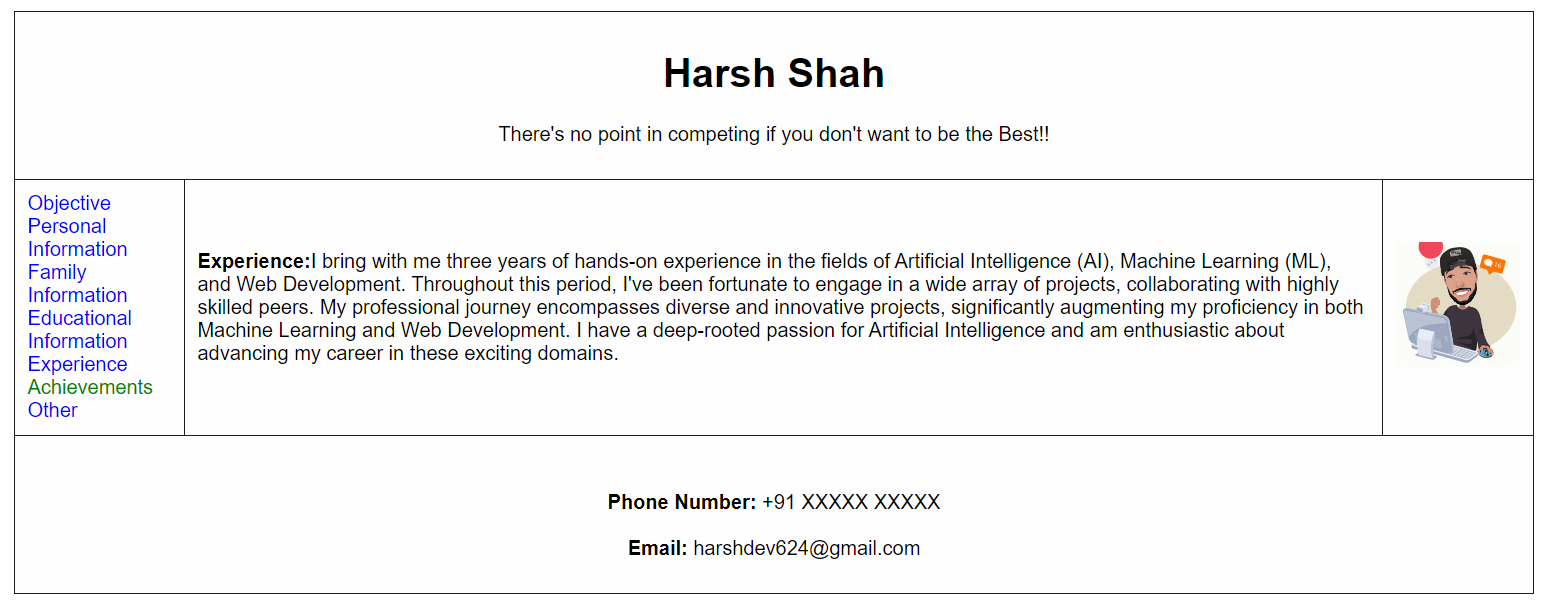 Harsh Shah
There's no point in competing if you don't want to be the Best!!
Objective
Personal
Information
Family
Information
Educational
Information
Experience
Achievements
Other
Experience:I bring with me three years of hands-on experience in the fields of Artificial Intelligence (AI), Machine Learning (ML),
and Web Development. Throughout this period, I've been fortunate to engage in a wide array of projects, collaborating with highly
skilled peers. My professional journey encompasses diverse and innovative projects, significantly augmenting my proficiency in both
Machine Learning and Web Development. I have a deep-rooted passion for Artificial Intelligence and am enthusiastic about
advancing my career in these exciting domains.
Phone Number: +91 XXXXX XXXXX
Email: harshdev624@gmail.com